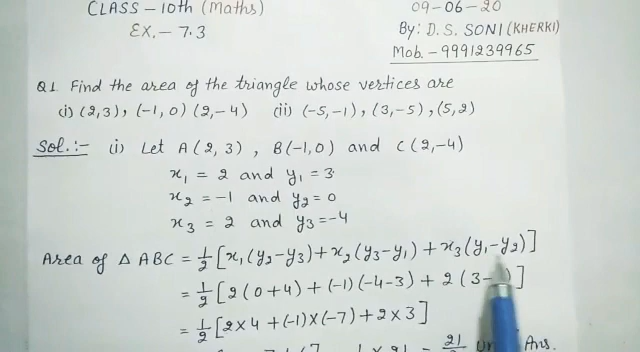 CLASS - 10th (Maths) 09-06-20
EX. - 7.3 By: D. S. SONI (KHERKI)
Mob. - 9991239965
Q1 Find the area of the triangle whose vertices are
(i) (2,3), (-1,0) (2,-4) (ii) (-5,-1), (3,-5), (5,2)
Sol.:- (i) Let A(2,3), B(-1,0) and C(2,-4)
x₁ = 2 and y₁ = 3
x₂ = -1 and y₂ = 0
x₃ = 2 and y₃ = -4
Area of △ ABC = 1/2 [x₁(y₂-y₃)+x₂(y₃-y₁)+x₃(y₁-y₂)]
= 1/2 [2(0+4) + (-1)(-4-3) + 2(3-)]
= 1/2 [2×4+(-1)×(-7)+2×3]
21 Ans.